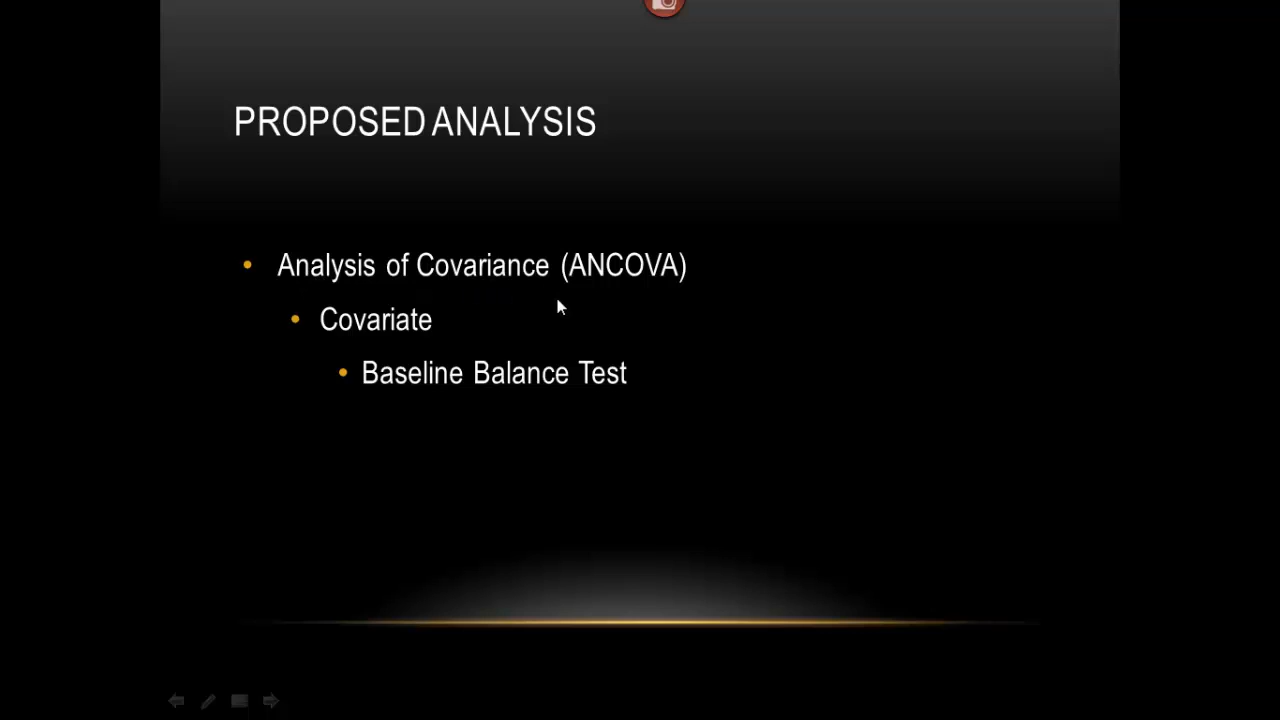 PROPOSED ANALYSIS
• Analysis of Covariance (ANCOVA)
• Covariate
• Baseline Balance Test